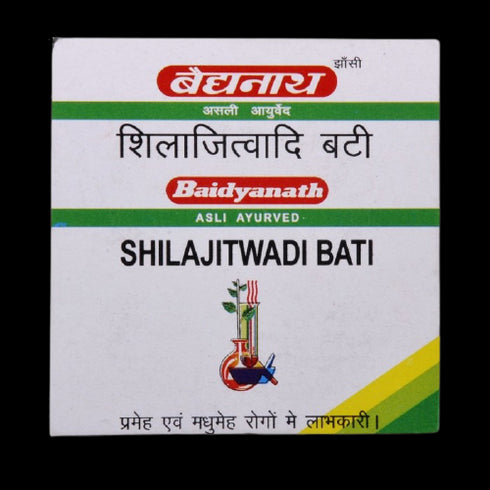 झाँसी
बैद्यनाथ
असली आयुर्वेद
शिलाजित्वादि बटी
Baidyanath
ASLI AYURVED
SHILAJITWADI BATI
प्रमेह एवं मधुमेह रोगों मे लाभकारी।